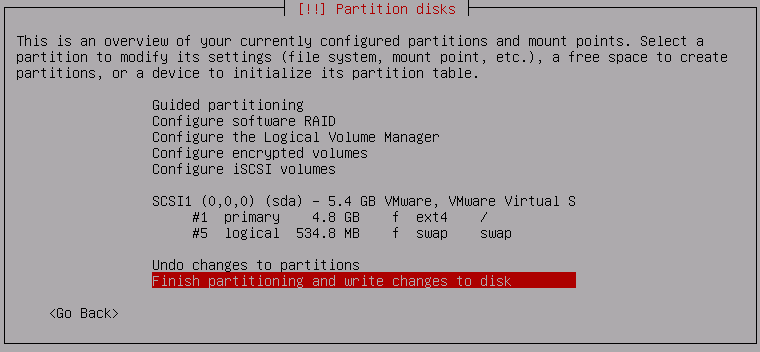 [!!] Partition disks
This is an overview of your currently configured partitions and mount points. Select a
partition to modify its settings (file system, mount point, etc.), a free space to create
partitions, or a device to initialize its partition table.
Guided partitioning
Configure software RAID
Configure the Logical Volume Manager
Configure encrypted volumes
Configure iSCSI volumes
SCSI1 (0,0,0) (sda) – 5.4 GB VMware, VMware Virtual S
#1 primary 4.8 GB f ext4 /
#5 logical 534.8 MB f swap swap
Undo changes to partitions
Finish partitioning and write changes to disk
<Go Back>